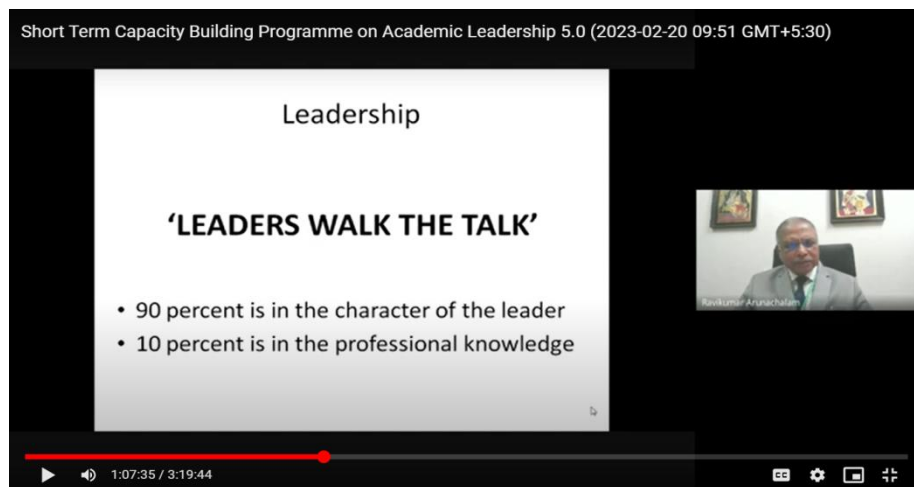 Short Term Capacity Building Programme on Academic Leadership 5.0 (2023-02-20 09:51 GMT+5:30)
Leadership
‘LEADERS WALK THE TALK’
• 90 percent is in the character of the leader
• 10 percent is in the professional knowledge
Ravikumar Arunachalam
1:07:35 / 3:19:44
CC